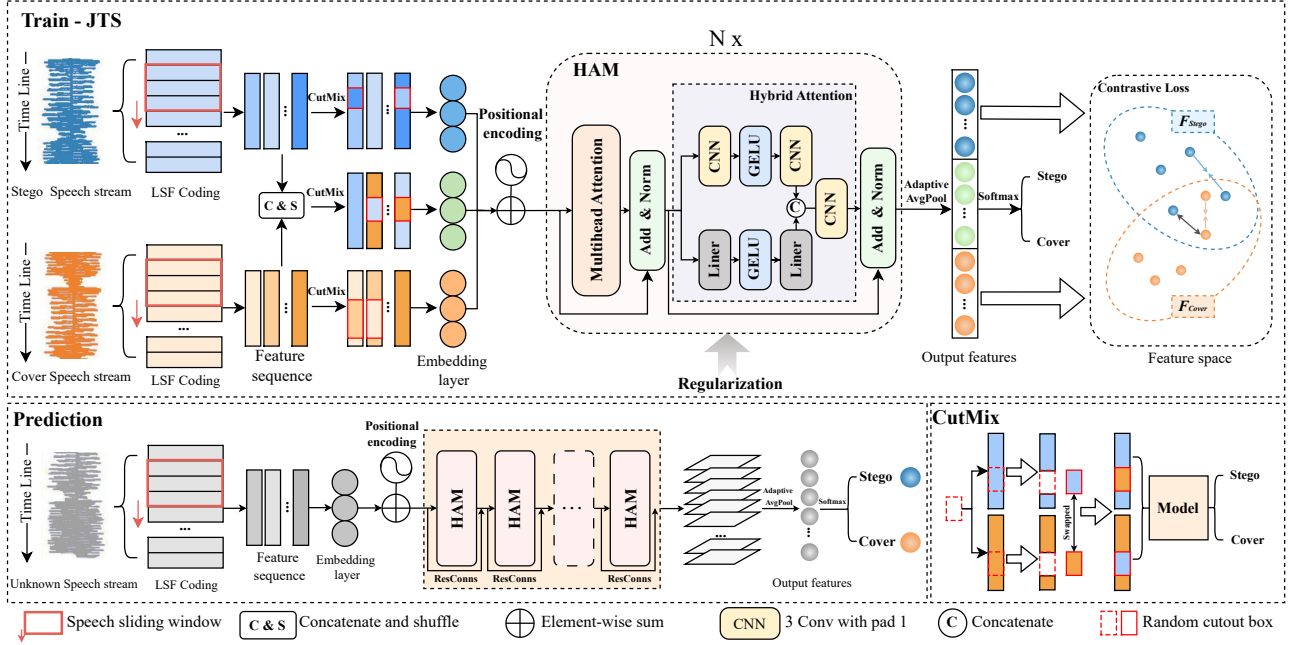 Train - JTS
Time Line
Stego Speech stream
LSF Coding
...
CutMix
C & S
CutMix
Time Line
Cover Speech stream
LSF Coding
...
Feature
sequence
CutMix
Embedding
layer
Positional
encoding
N x
HAM
Multihead Attention
Add & Norm
Hybrid Attention
CNN
GELU
CNN
C
CNN
Liner
GELU
Liner
Add & Norm
Regularization
Adaptive
AvgPool
Output features
Softmax
Stego
Cover
Contrastive Loss
F Stego
F Cover
Feature space
Prediction
Time Line
Unknown Speech stream
LSF Coding
...
Feature
sequence
Embedding
layer
Positional
encoding
HAM
HAM
...
HAM
ResConns
ResConns
ResConns
...
Adaptive
AvgPool
Output features
Softmax
Stego
Cover
CutMix
Swapped
Model
Stego
Cover
Speech sliding window
C & S Concatenate and shuffle
Element-wise sum
CNN 3 Conv with pad 1
C Concatenate
Random cutout box